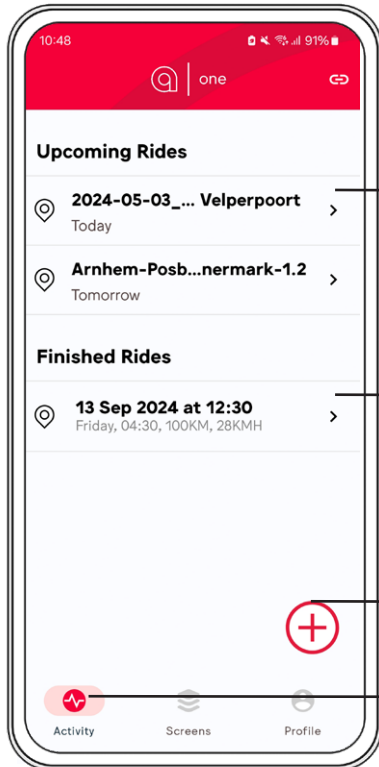 10:48 91%
one
Upcoming Rides
2024-05-03_... Velperpoort
Today
Arnhem-Posb...nermark-1.2
Tomorrow
Finished Rides
13 Sep 2024 at 12:30
Friday, 04:30, 100KM, 28KMH
Activity Screens Profile